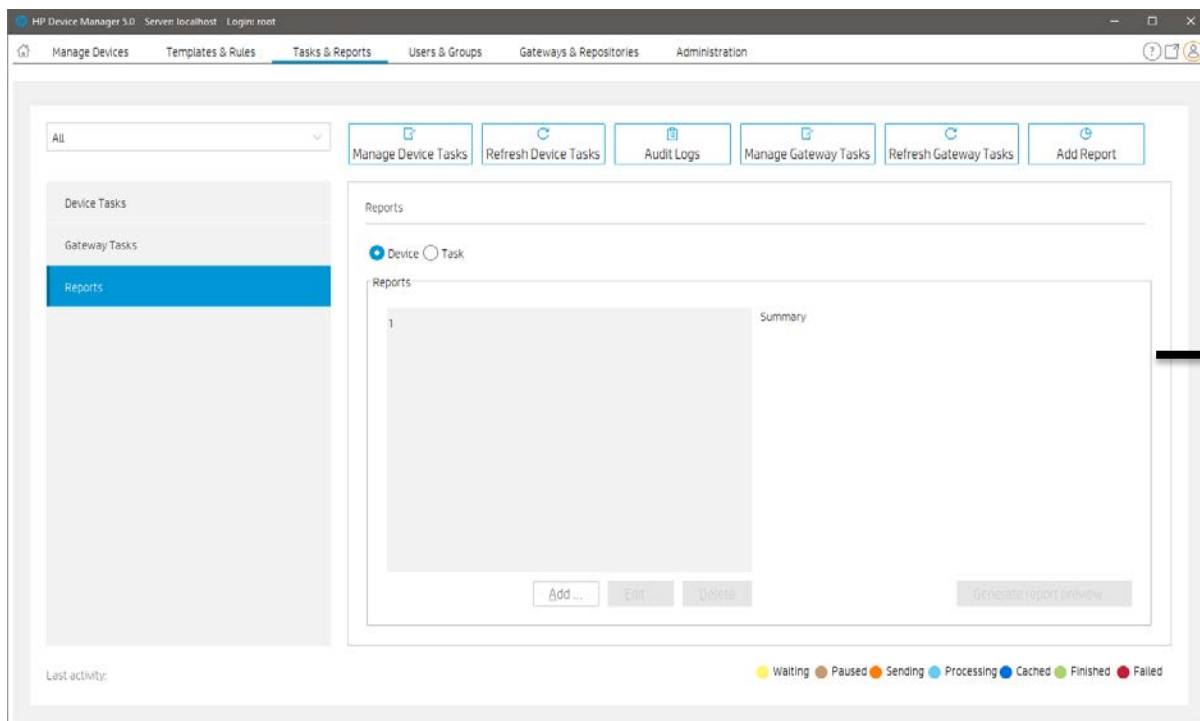 HP Device Manager 5.0 Server: localhost Login: root
Manage Devices Templates & Rules Tasks & Reports Users & Groups Gateways & Repositories Administration
All
Manage Device Tasks Refresh Device Tasks Audit Logs Manage Gateway Tasks Refresh Gateway Tasks Add Report
Device Tasks
Gateway Tasks
Reports
Reports
Device Task
Reports
1
Summary
Add ... Edit ... Delete Generate report preview ...
Last activity:
Waiting Paused Sending Processing Cached Finished Failed